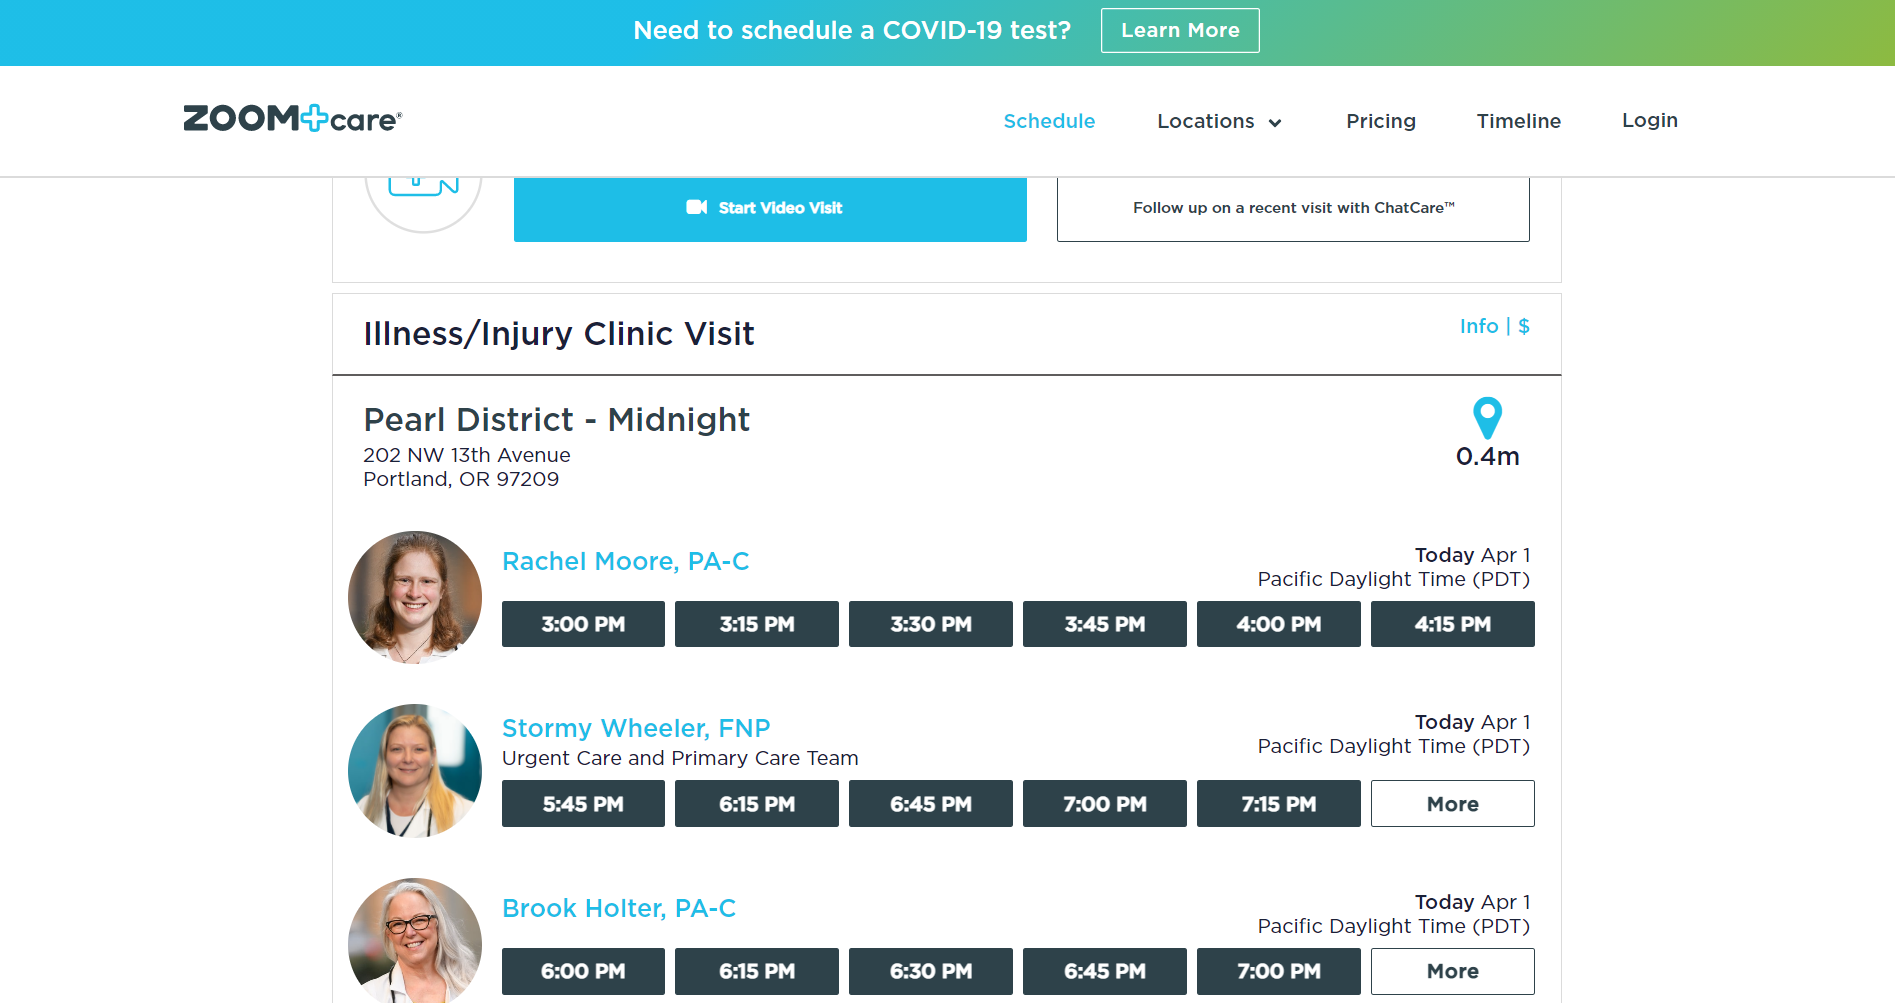 Need to schedule a COVID-19 test? Learn More
ZOOM+care®
Schedule Locations Pricing Timeline Login
Start Video Visit
Follow up on a recent visit with ChatCare™
Illness/Injury Clinic Visit
Info | $
Pearl District - Midnight
202 NW 13th Avenue
Portland, OR 97209
0.4m
Rachel Moore, PA-C
Today Apr 1
Pacific Daylight Time (PDT)
3:00 PM 3:15 PM 3:30 PM 3:45 PM 4:00 PM 4:15 PM
Stormy Wheeler, FNP
Urgent Care and Primary Care Team
Today Apr 1
Pacific Daylight Time (PDT)
5:45 PM 6:15 PM 6:45 PM 7:00 PM 7:15 PM More
Brook Holter, PA-C
Today Apr 1
Pacific Daylight Time (PDT)
6:00 PM 6:15 PM 6:30 PM 6:45 PM 7:00 PM More